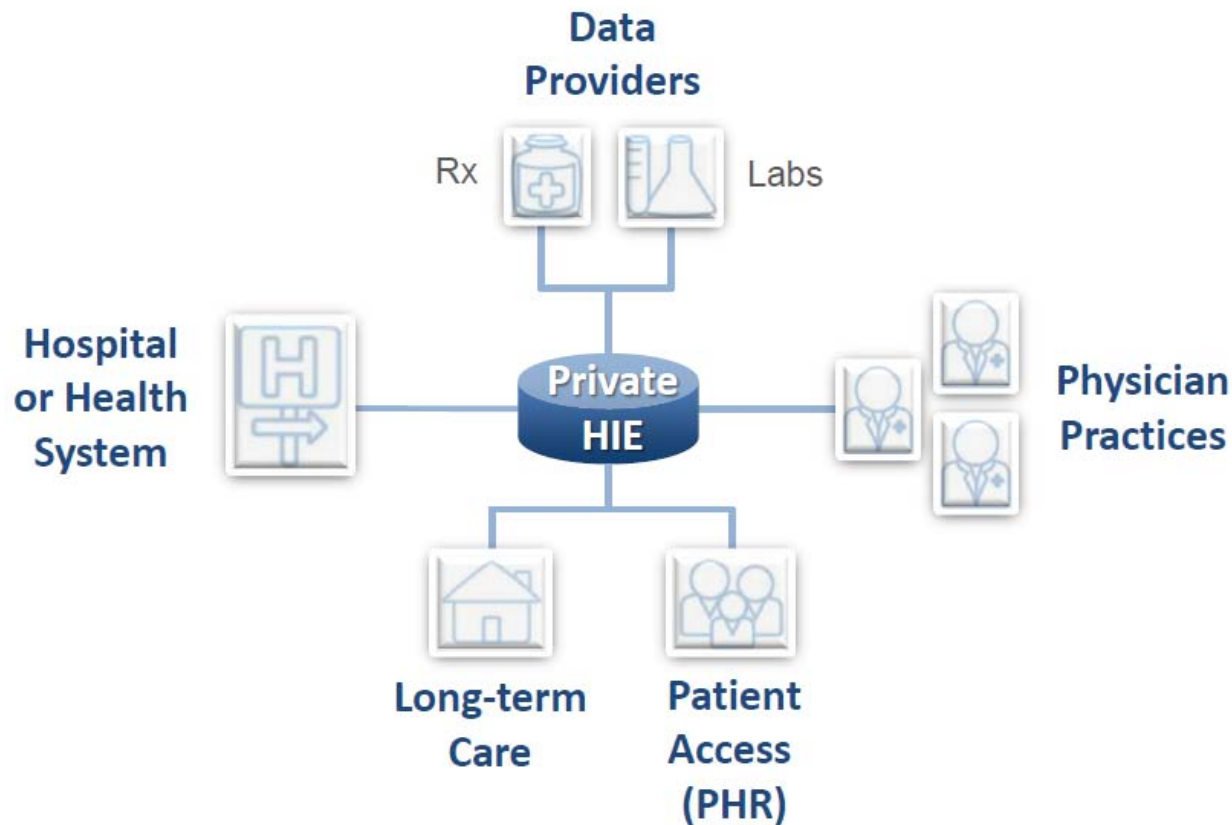 Data
Providers
Rx
Labs
Hospital
or Health
System
Private
HIE
Physician
Practices
Long-term
Care
Patient
Access
(PHR)